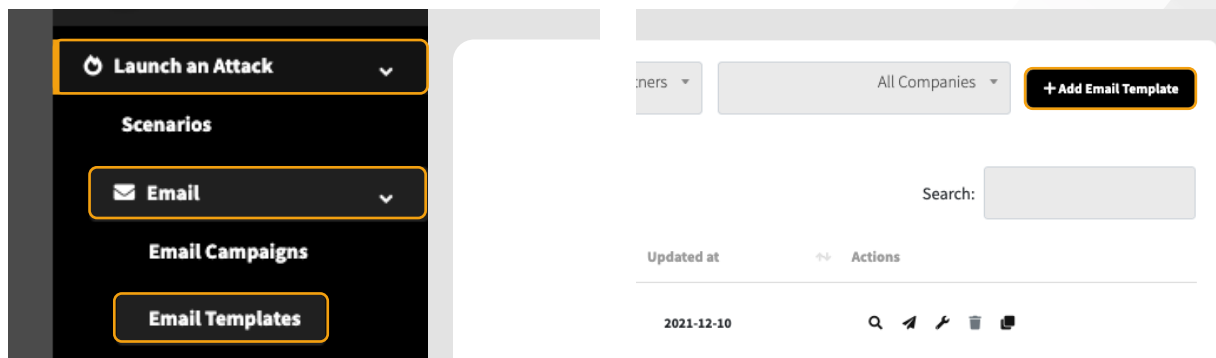 Launch an Attack
Scenarios
Email
Email Campaigns
Email Templates
tners
All Companies
+Add Email Template
Search:
Updated at
Actions
2021-12-10